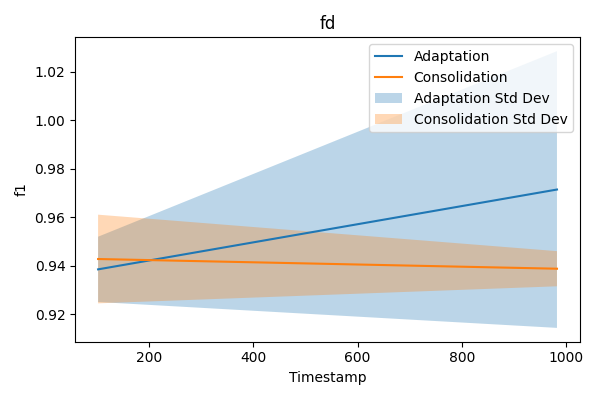 fd
Adaptation
Consolidation
Adaptation Std Dev
Consolidation Std Dev
1.02
1.00
0.98
0.96
0.94
0.92
f1
200
400
600
800
1000
Timestamp